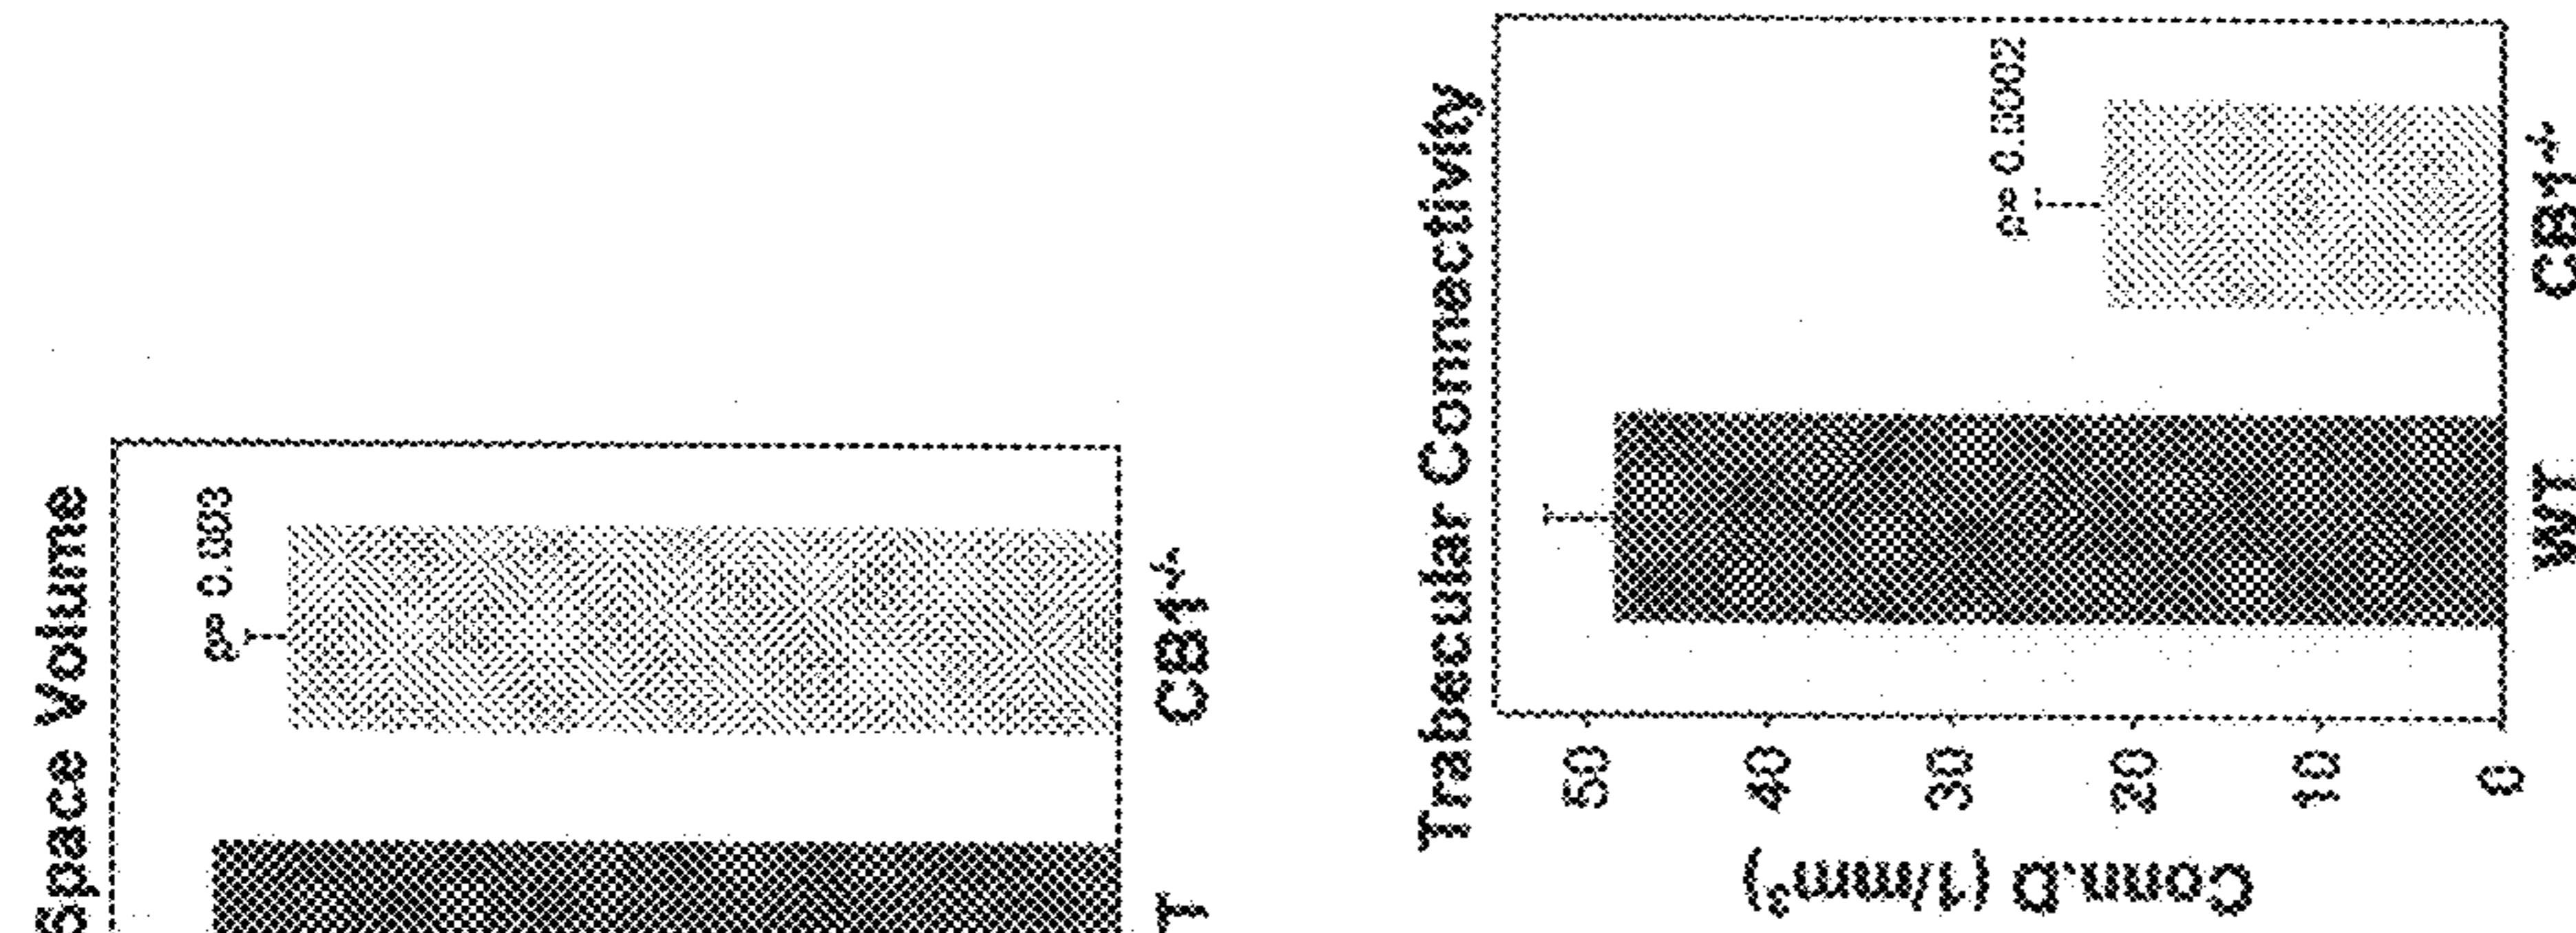 Space Volume
p= 0.003
T
CB1-/-
Trabecular Connectivity
p= 0.0002
Conn.D (1/mm³)
50
40
30
20
10
0
WT
CB1-/-